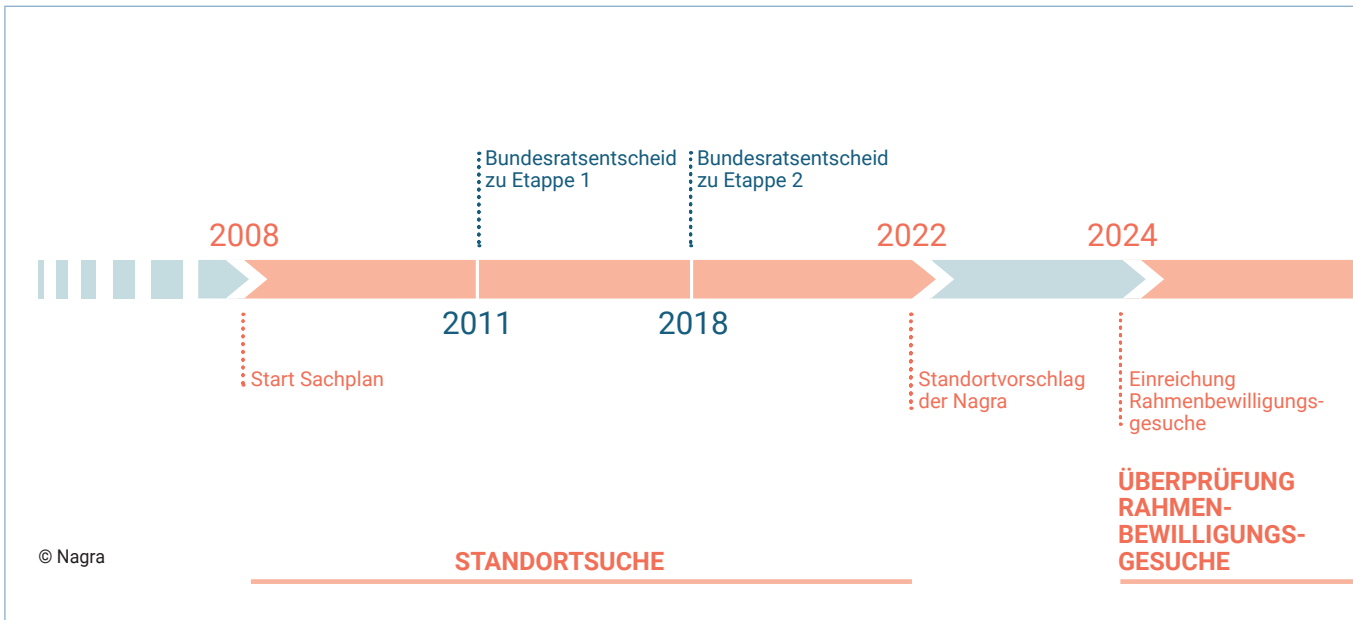 Bundesratsentscheid
zu Etappe 1
Bundesratsentscheid
zu Etappe 2
2008
2022
2024
2011
2018
Start Sachplan
Standortvorschlag
der Nagra
Einreichung
Rahmenbewilligungs-
gesuche
ÜBERPRÜFUNG
RAHMEN-
BEWILLIGUNGS-
GESUCHE
STANDORTSUCHE
© Nagra